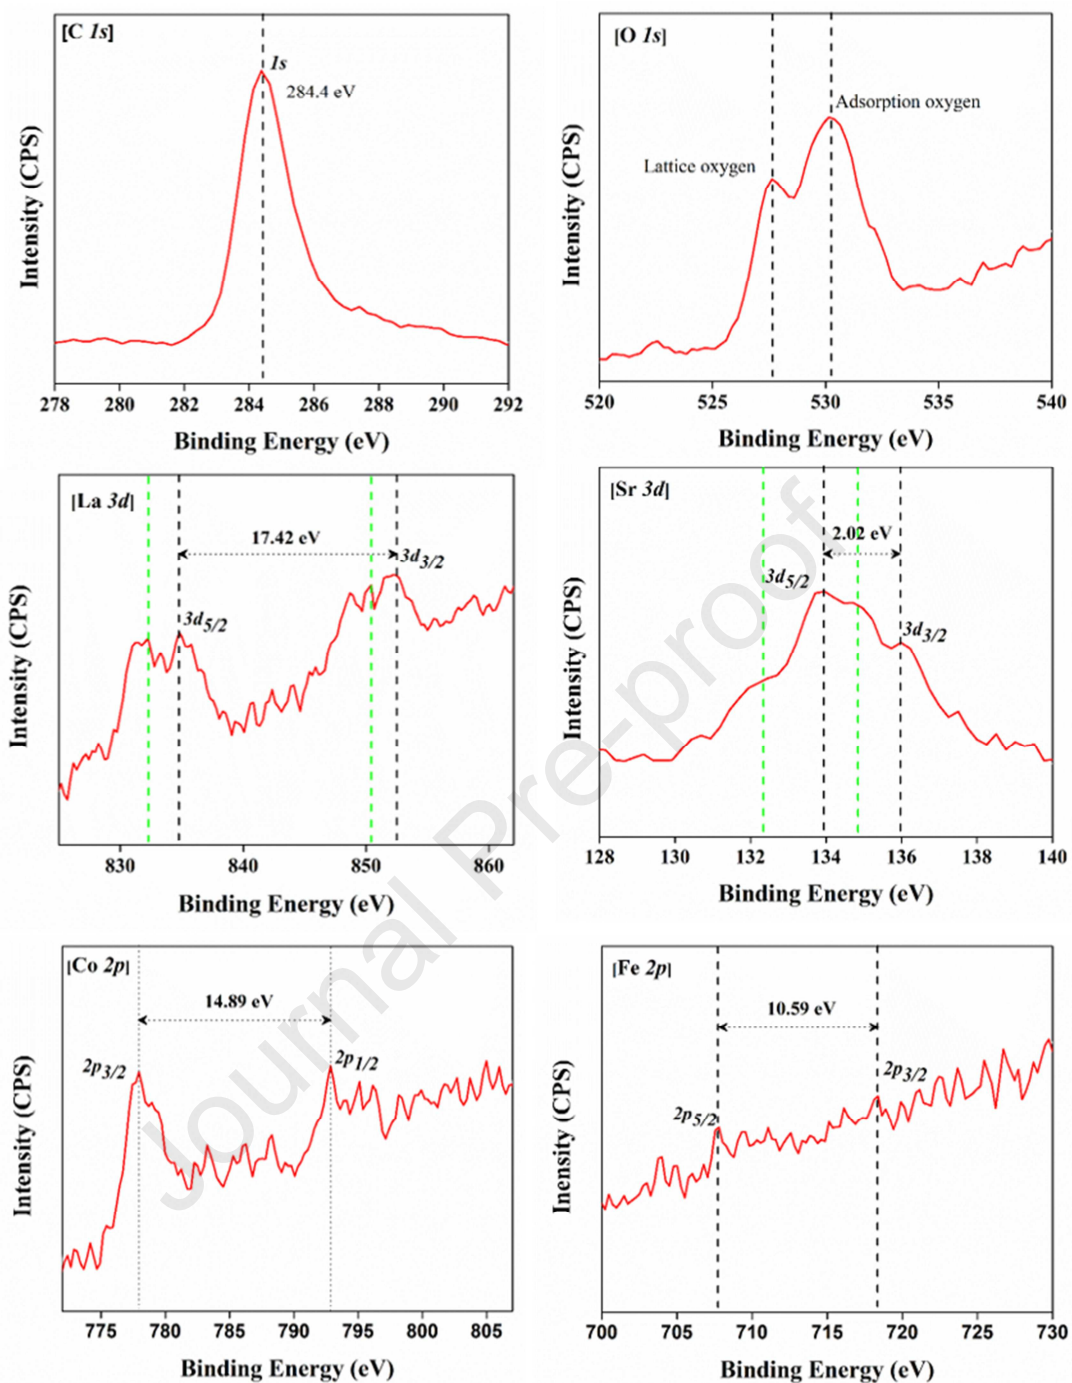 [C 1s]
1s
284.4 eV
Intensity (CPS)
278 280 282 284 286 288 290 292
Binding Energy (eV)
[O 1s]
Adsorption oxygen
Lattice oxygen
Intensity (CPS)
520 525 530 535 540
Binding Energy (eV)
[La 3d]
17.42 eV
3d3/2
3d5/2
Intensity (CPS)
830 840 850 860
Binding Energy (eV)
[Sr 3d]
2.02 eV
3d5/2
3d3/2
Intensity (CPS)
128 130 132 134 136 138 140
Binding Energy (eV)
[Co 2p]
14.89 eV
2p3/2
2p1/2
Intensity (CPS)
775 780 785 790 795 800 805
Binding Energy (eV)
[Fe 2p]
10.59 eV
2p3/2
2p5/2
Inensity (CPS)
700 705 710 715 720 725 730
Binding Energy (eV)
Journal Pre-proof